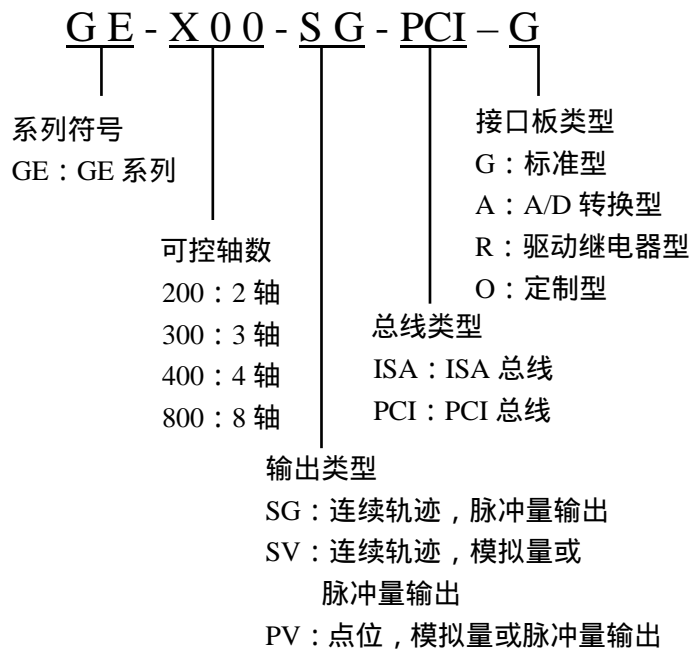 G E - X 0 0 - S G - PCI – G
系列符号
GE：GE 系列
可控轴数
200：2 轴
300：3 轴
400：4 轴
800：8 轴
输出类型
SG：连续轨迹，脉冲量输出
SV：连续轨迹，模拟量或
脉冲量输出
PV：点位，模拟量或脉冲量输出
总线类型
ISA：ISA 总线
PCI：PCI 总线
接口板类型
G：标准型
A：A/D 转换型
R：驱动继电器型
O：定制型